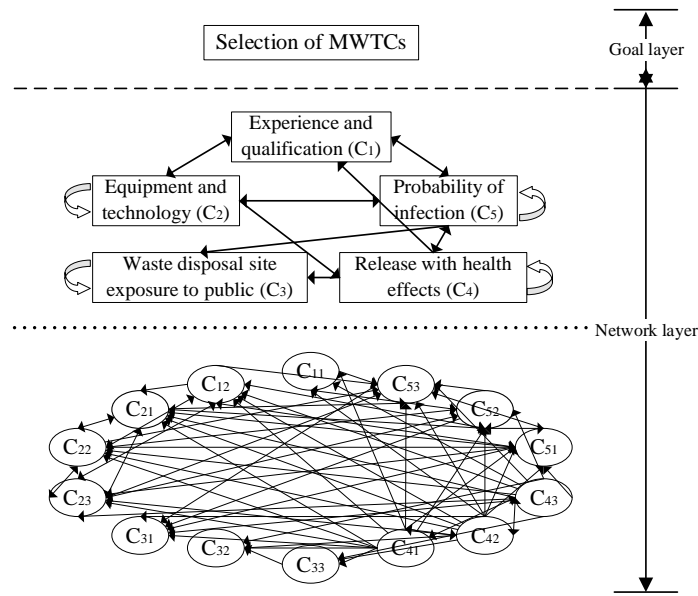 Selection of MWTCs
Goal layer
Experience and
qualification (C1)
Equipment and
technology (C2)
Probability of
infection (C5)
Waste disposal site
exposure to public (C3)
Release with health
effects (C4)
Network layer
C11
C12
C53
C21
C52
C22
C51
C23
C43
C31
C42
C32
C41
C33